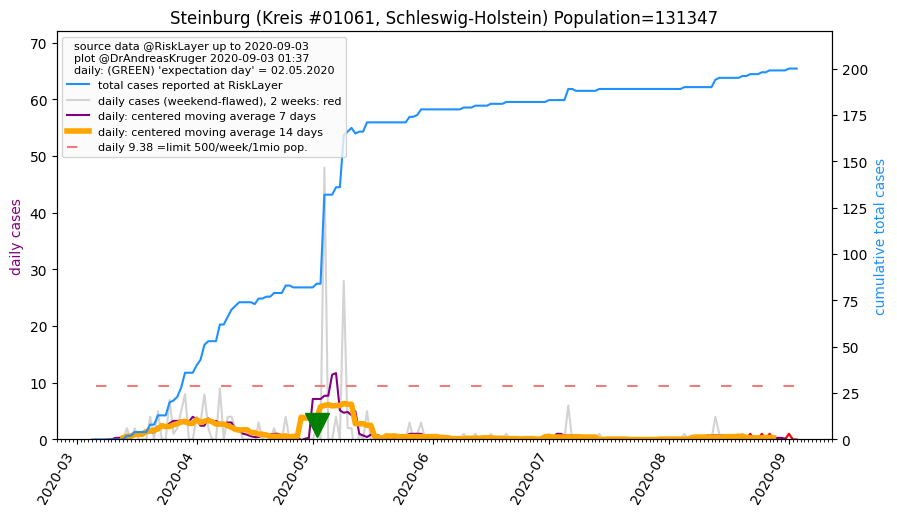 Steinburg (Kreis #01061, Schleswig-Holstein) Population=131347
source data @RiskLayer up to 2020-09-03
plot @DrAndreasKruger 2020-09-03 01:37
daily: (GREEN) 'expectation day' = 02.05.2020
total cases reported at RiskLayer
daily cases (weekend-flawed), 2 weeks: red
daily: centered moving average 7 days
daily: centered moving average 14 days
daily 9.38 =limit 500/week/1mio pop.
daily cases
70
60
50
40
30
20
10
0
cumulative total cases
200
175
150
125
100
75
50
25
0
2020-03
2020-04
2020-05
2020-06
2020-07
2020-08
2020-09